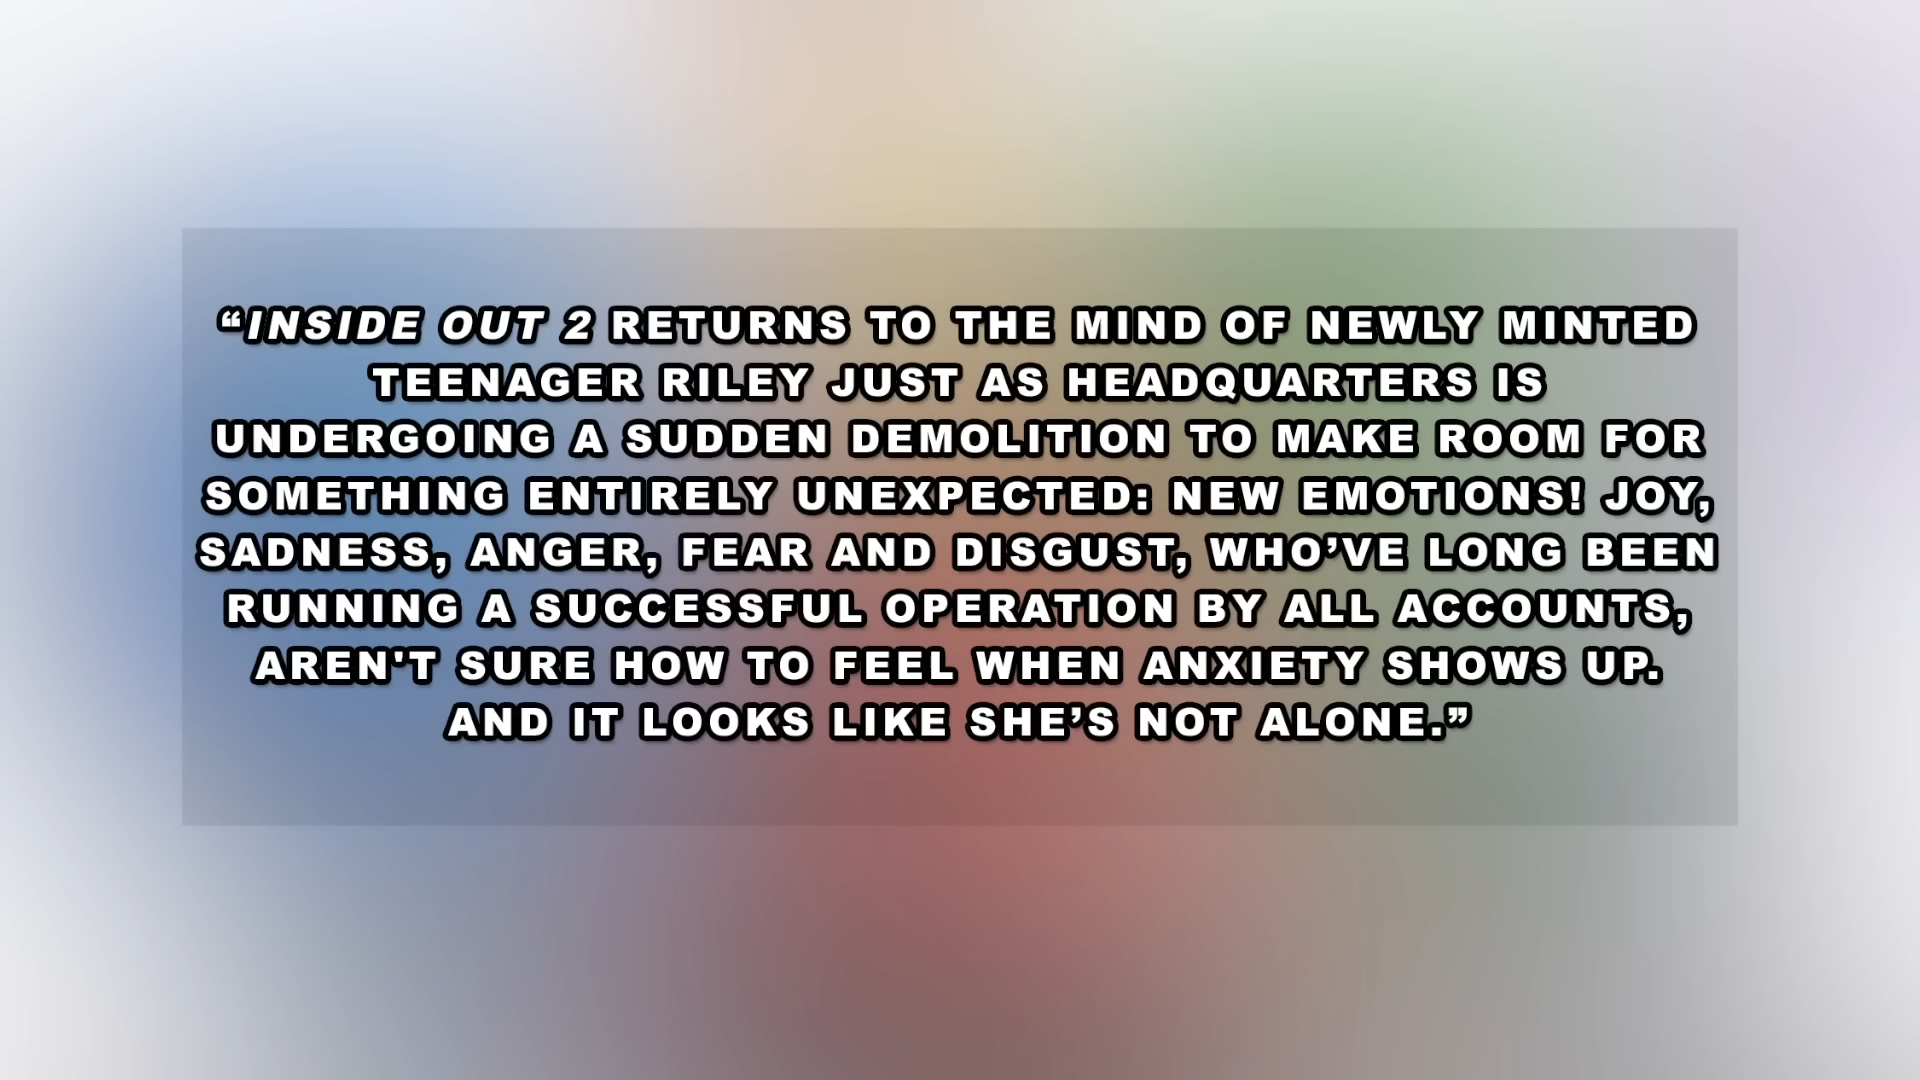 “INSIDE OUT 2 RETURNS TO THE MIND OF NEWLY MINTED
TEENAGER RILEY JUST AS HEADQUARTERS IS
UNDERGOING A SUDDEN DEMOLITION TO MAKE ROOM FOR
SOMETHING ENTIRELY UNEXPECTED: NEW EMOTIONS! JOY,
SADNESS, ANGER, FEAR AND DISGUST, WHO’VE LONG BEEN
RUNNING A SUCCESSFUL OPERATION BY ALL ACCOUNTS,
AREN'T SURE HOW TO FEEL WHEN ANXIETY SHOWS UP.
AND IT LOOKS LIKE SHE’S NOT ALONE.”